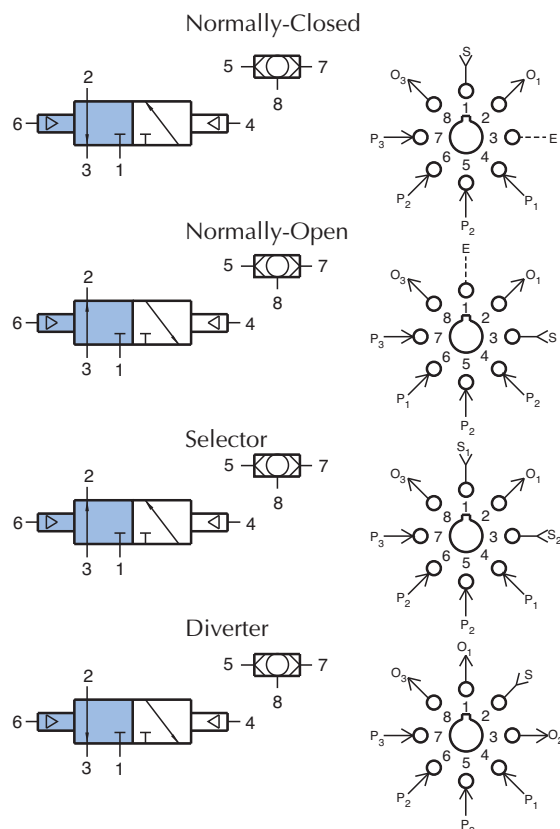 Normally-Closed
2
6
4
3 1
5 7
8
S
O₃ O₁
1
8 2
P₃ 7 3 E
6 4
5
P₂ P₁
P₂
Normally-Open
2
6
4
3 1
5 7
8
E
O₃ O₁
1
8 2
P₃ 7 3 S
6 4
5
P₁ P₂
P₂
Selector
2
6
4
3 1
5 7
8
S₁
O₃ O₁
1
8 2
P₃ 7 3 S₂
6 4
5
P₂ P₁
P₂
Diverter
2
6
4
3 1
5 7
8
O₁
O₃ S
1
8 2
P₃ 7 3 O₂
6 4
5
P₂ P₁
P₂